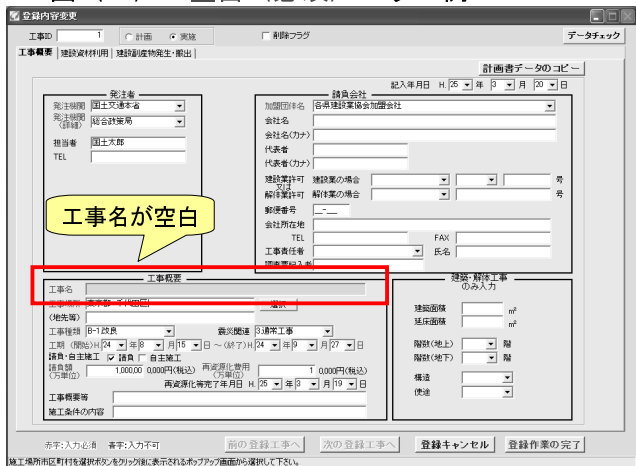 登録内容変更
工事ID 1 計画 実施 削除フラグ データチェック
工事概要 建設資材利用 建設副産物発生・搬出
計画書データのコピー
記入年月日 H. 25 年 3 月 20 日
発注者
発注機関 国土交通本省
発注機関(詳細) 総合政策局
担当者 国土太郎
TEL
請負会社
加盟団体名 各県建設業協会加盟会社
会社名
会社名(カナ)
代表者
代表者(カナ)
建設業許可 建設業の場合 号
又は
解体業許可 解体業の場合 号
郵便番号 __-__
会社所在地
TEL FAX
工事責任者 氏名
調査票記入者
工事名が空白
工事概要
工事名
工事場所 東京都 千代田区 選択
(地先等)
工事種類 B-1改良 震災関連 3通常工事
工期 (開始)H 24 年 8 月 15 日 ~ (終了)H 24 年 9 月 27 日
請負・自主施工 請負 自主施工
請負額(万単位) 1,000,00 0,000円(税込) 再資源化費用(万単位) 1 0,000円(税込)
再資源化等完了年月日 H. 25 年 3 月 19 日
工事概要等
施工条件の内容
建築・解体工事
のみ入力
建築面積 m²
延床面積 m²
階数(地上) 階
階数(地下) 階
構造
使途
赤字:入力必須 青字:入力不可 前の登録工事へ 次の登録工事へ 登録キャンセル 登録作業の完了
施工場所市区町村を選択ボタンをクリック後に表示されるポップアップ画面から選択して下さい。